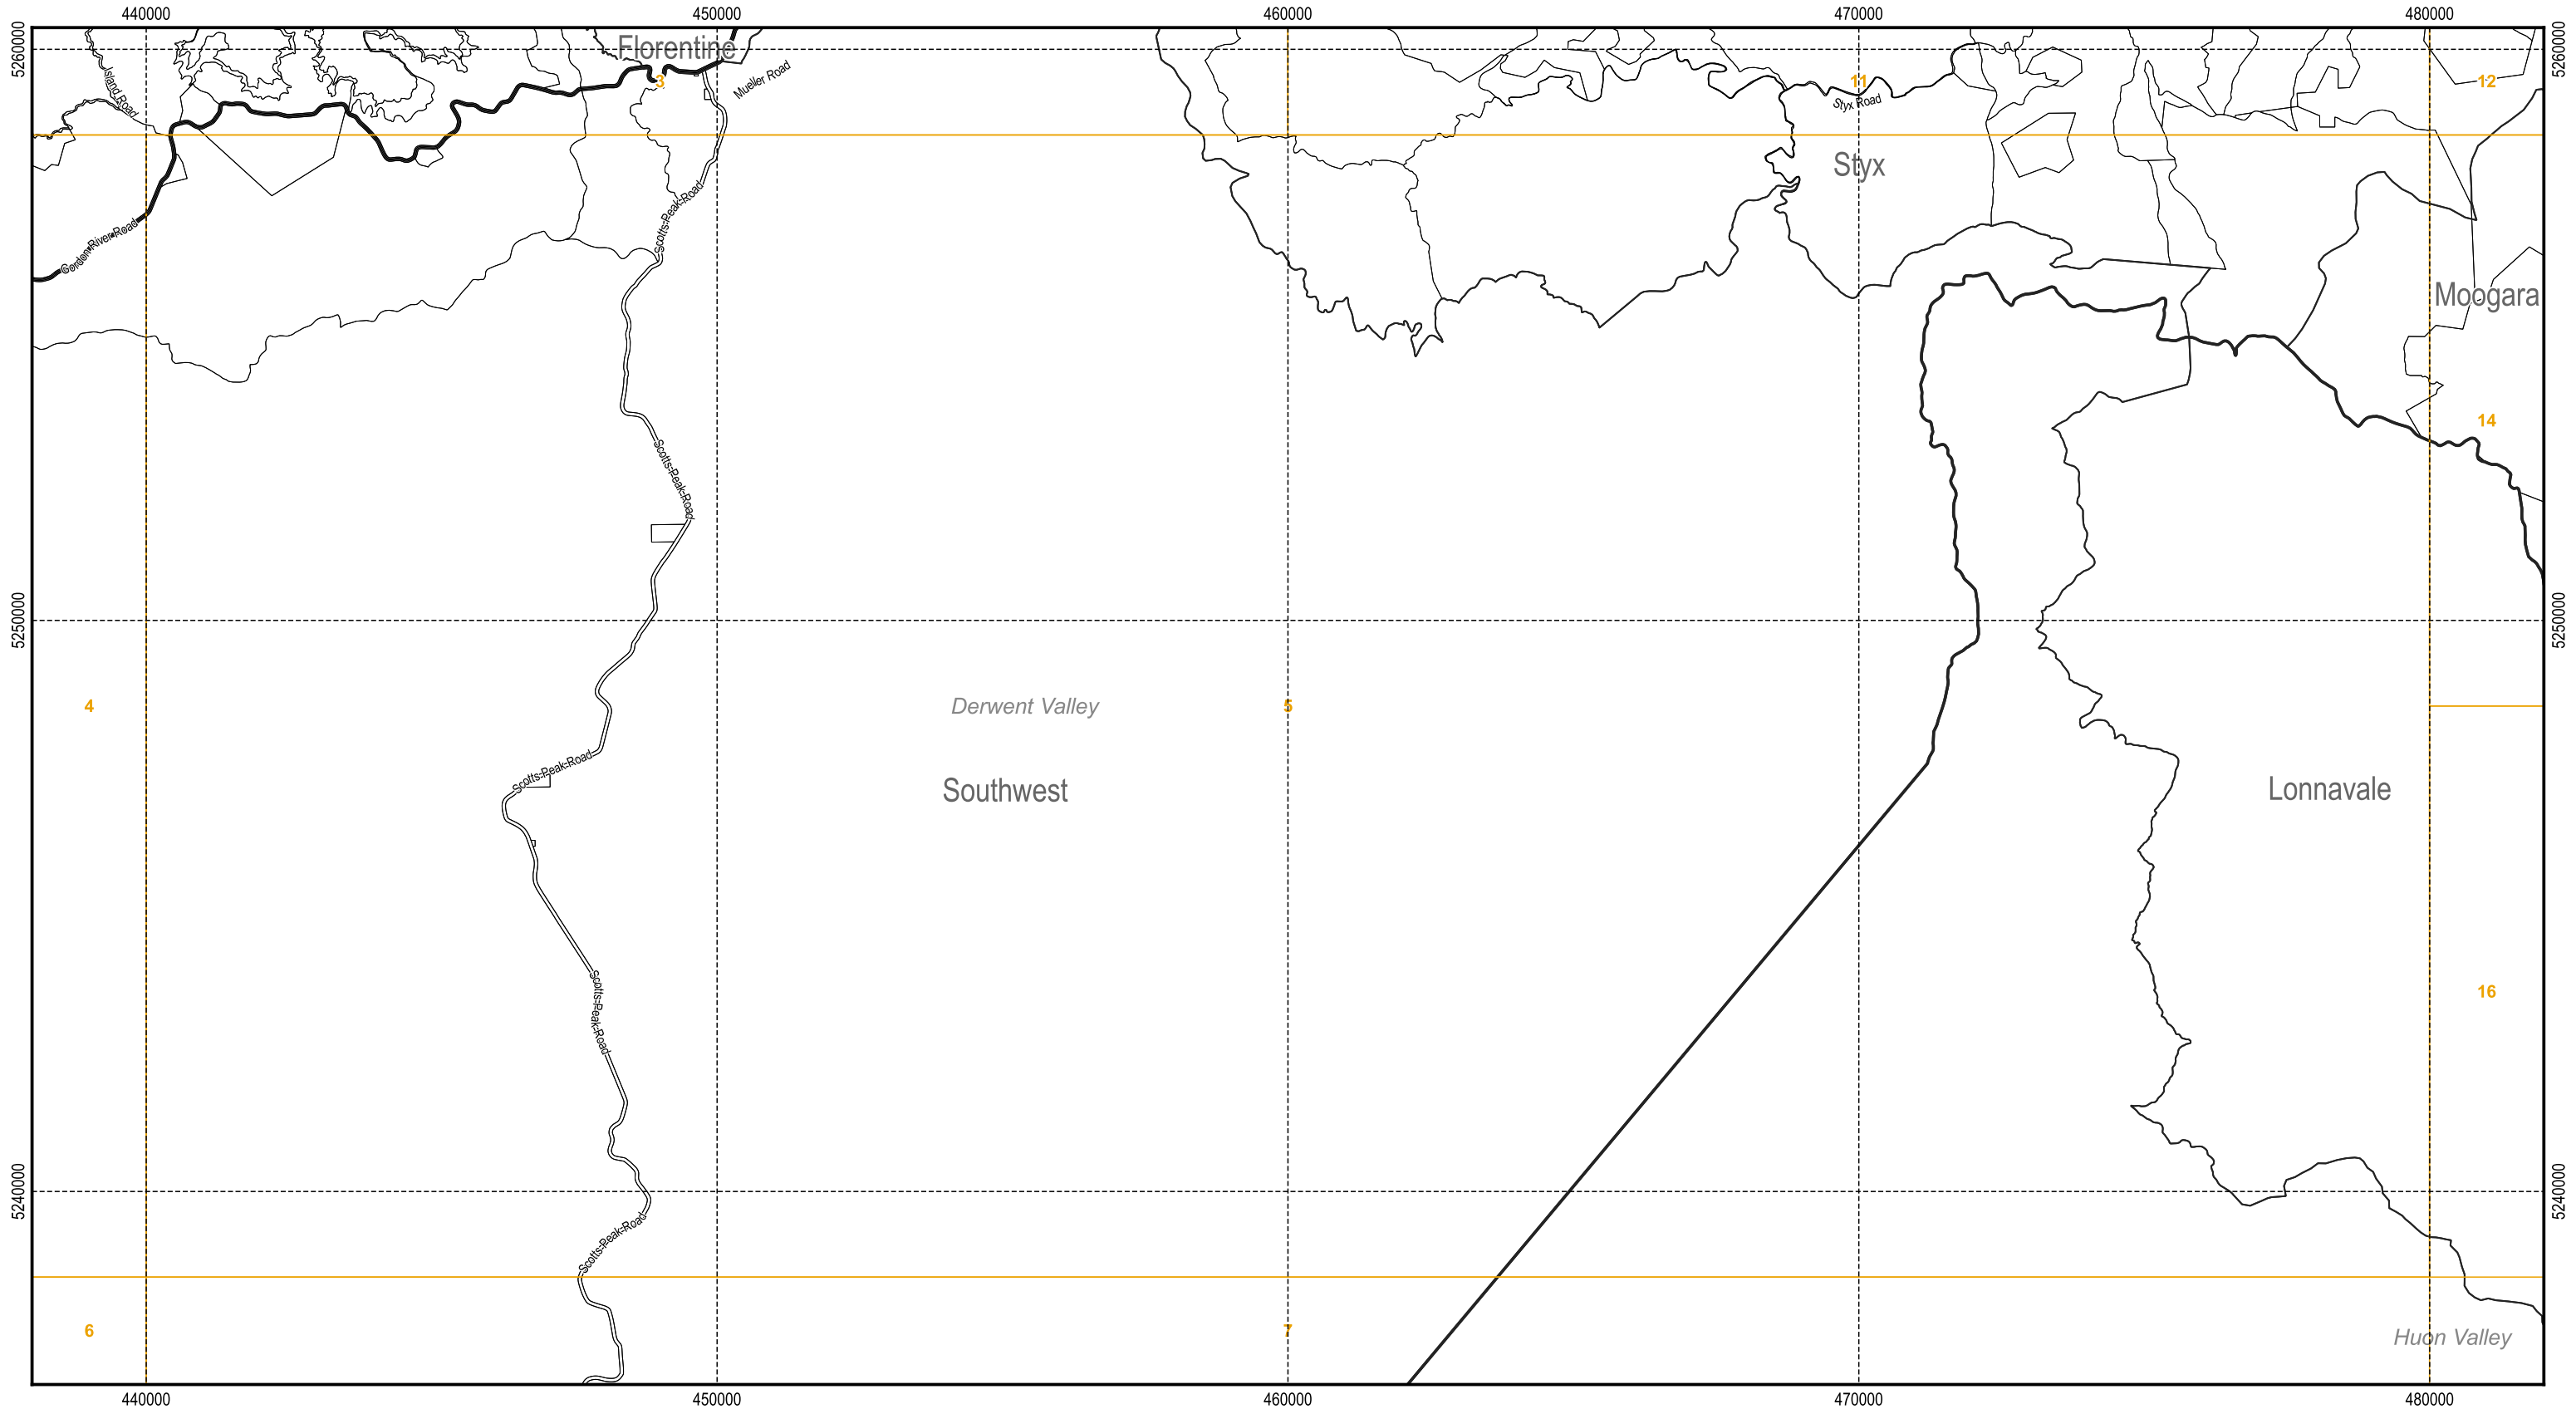 440000 450000 460000 470000 480000
5260000 5260000
Florentine
3
Mueller Road
Island Road
11
Styx Road
12
Styx
Scotts-Peak-Road
Gordon-River-Road
Moogara
14
Scotts-Peak-Road
5250000 5250000
4
Derwent Valley
5
Scotts-Peak-Road
Southwest
Lonnavale
16
Scotts-Peak-Road
5240000 5240000
Scotts-Peak-Road
6
7
Huon Valley
440000 450000 460000 470000 480000